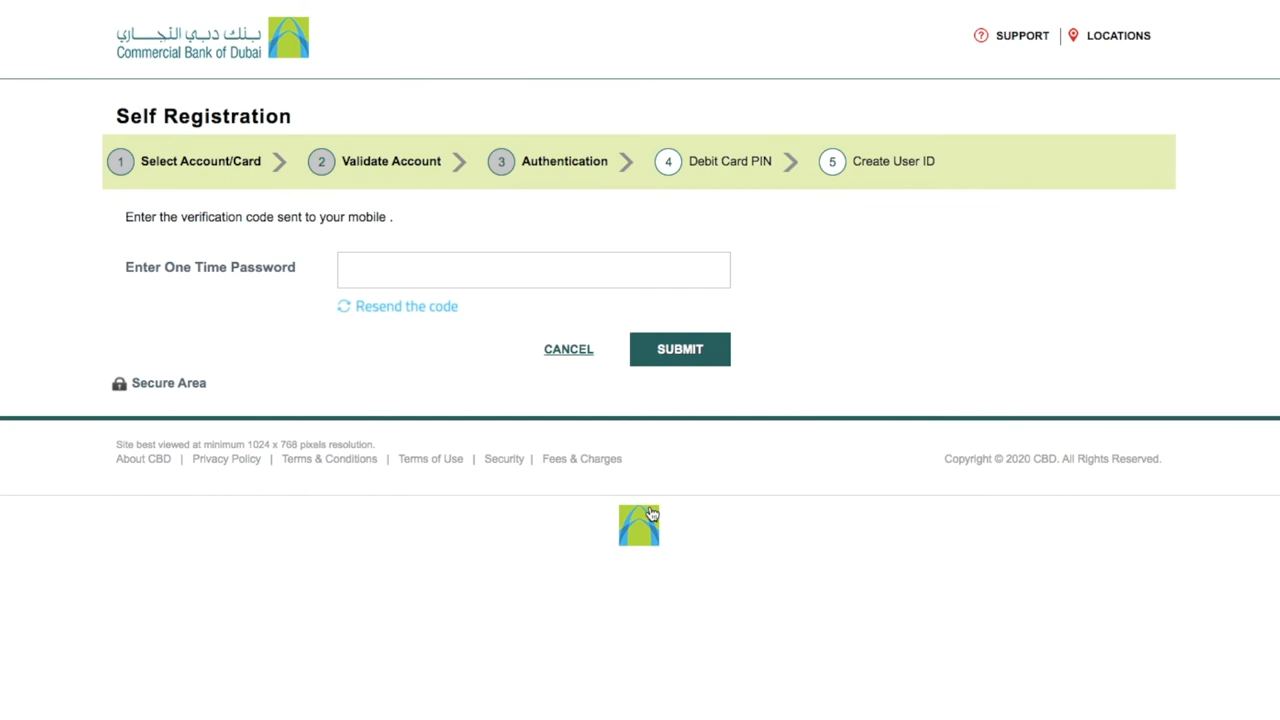 بنك دبي التجاري
Commercial Bank of Dubai
? SUPPORT | LOCATIONS
Self Registration
1 Select Account/Card 2 Validate Account 3 Authentication 4 Debit Card PIN 5 Create User ID
Enter the verification code sent to your mobile .
Enter One Time Password
Resend the code
CANCEL SUBMIT
Secure Area
Site best viewed at minimum 1024 x 768 pixels resolution.
About CBD | Privacy Policy | Terms & Conditions | Terms of Use | Security | Fees & Charges Copyright © 2020 CBD. All Rights Reserved.